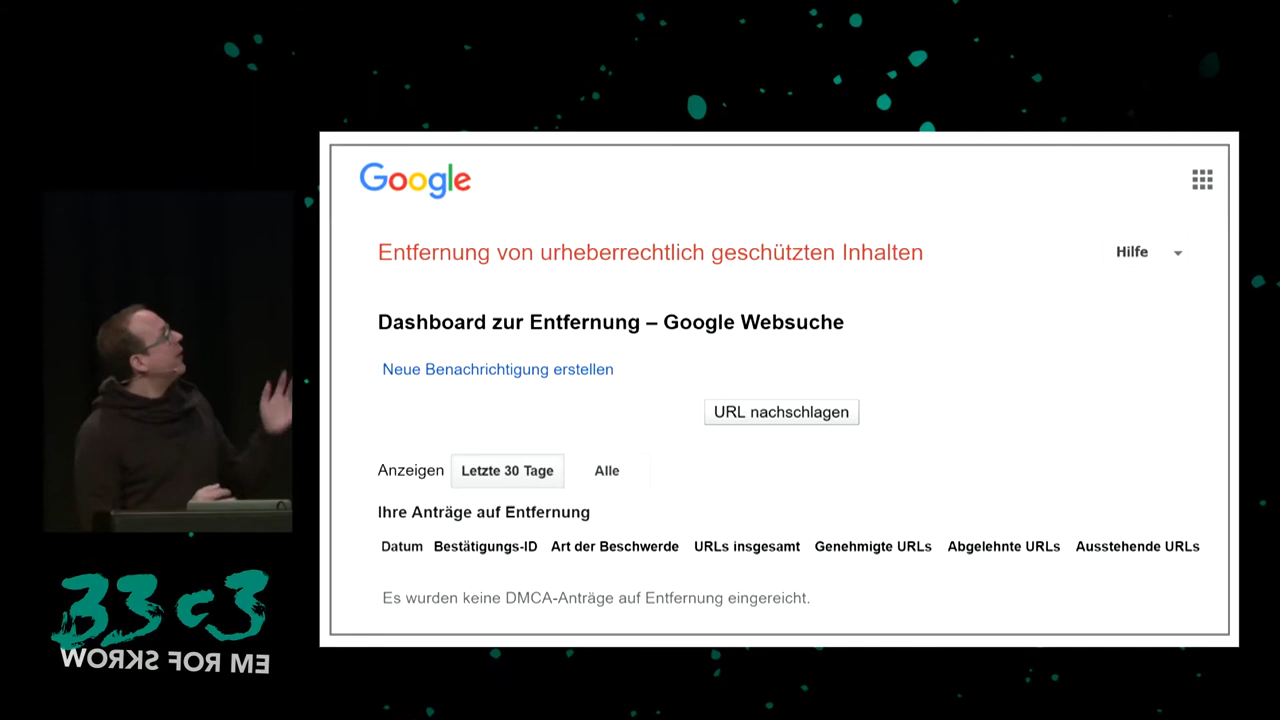 Google
Entfernung von urheberrechtlich geschützten Inhalten
Hilfe
Dashboard zur Entfernung – Google Websuche
Neue Benachrichtigung erstellen
URL nachschlagen
Anzeigen Letzte 30 Tage Alle
Ihre Anträge auf Entfernung
Datum Bestätigungs-ID Art der Beschwerde URLs insgesamt Genehmigte URLs Abgelehnte URLs Ausstehende URLs
Es wurden keine DMCA-Anträge auf Entfernung eingereicht.
33c3
WORKS FOR ME